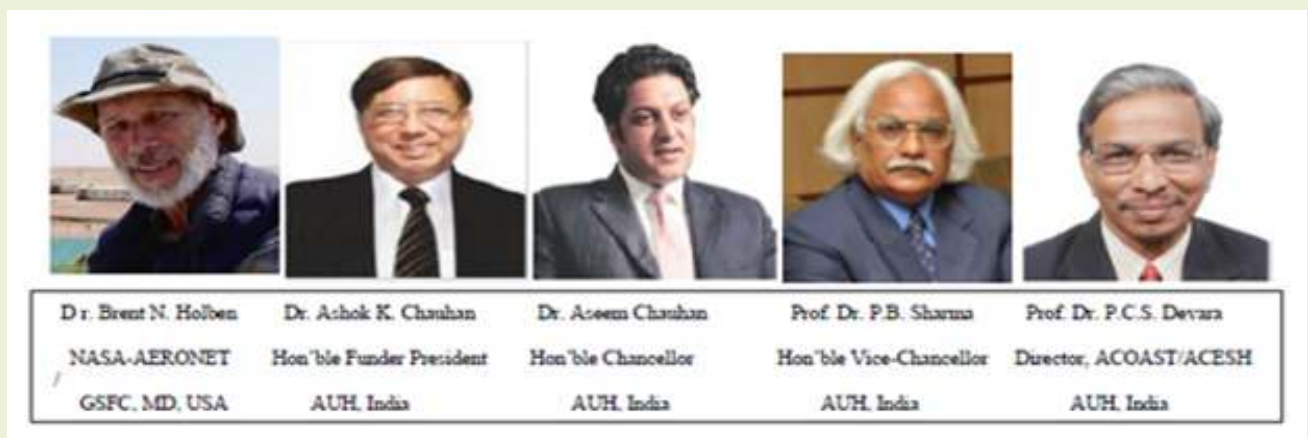 D r. Brent N. Holben Dr. Ashok K. Chauhan Dr. Aseem Chauhan Prof. Dr. P.B. Sharma Prof. Dr. P.C.S. Devara
NASA-AERONET Hon'ble Funder President Hon'ble Chancellor Hon'ble Vice-Chancellor Director, ACOAST/ACESH
/
GSFC, MD, USA AUH, India AUH, India AUH, India AUH, India